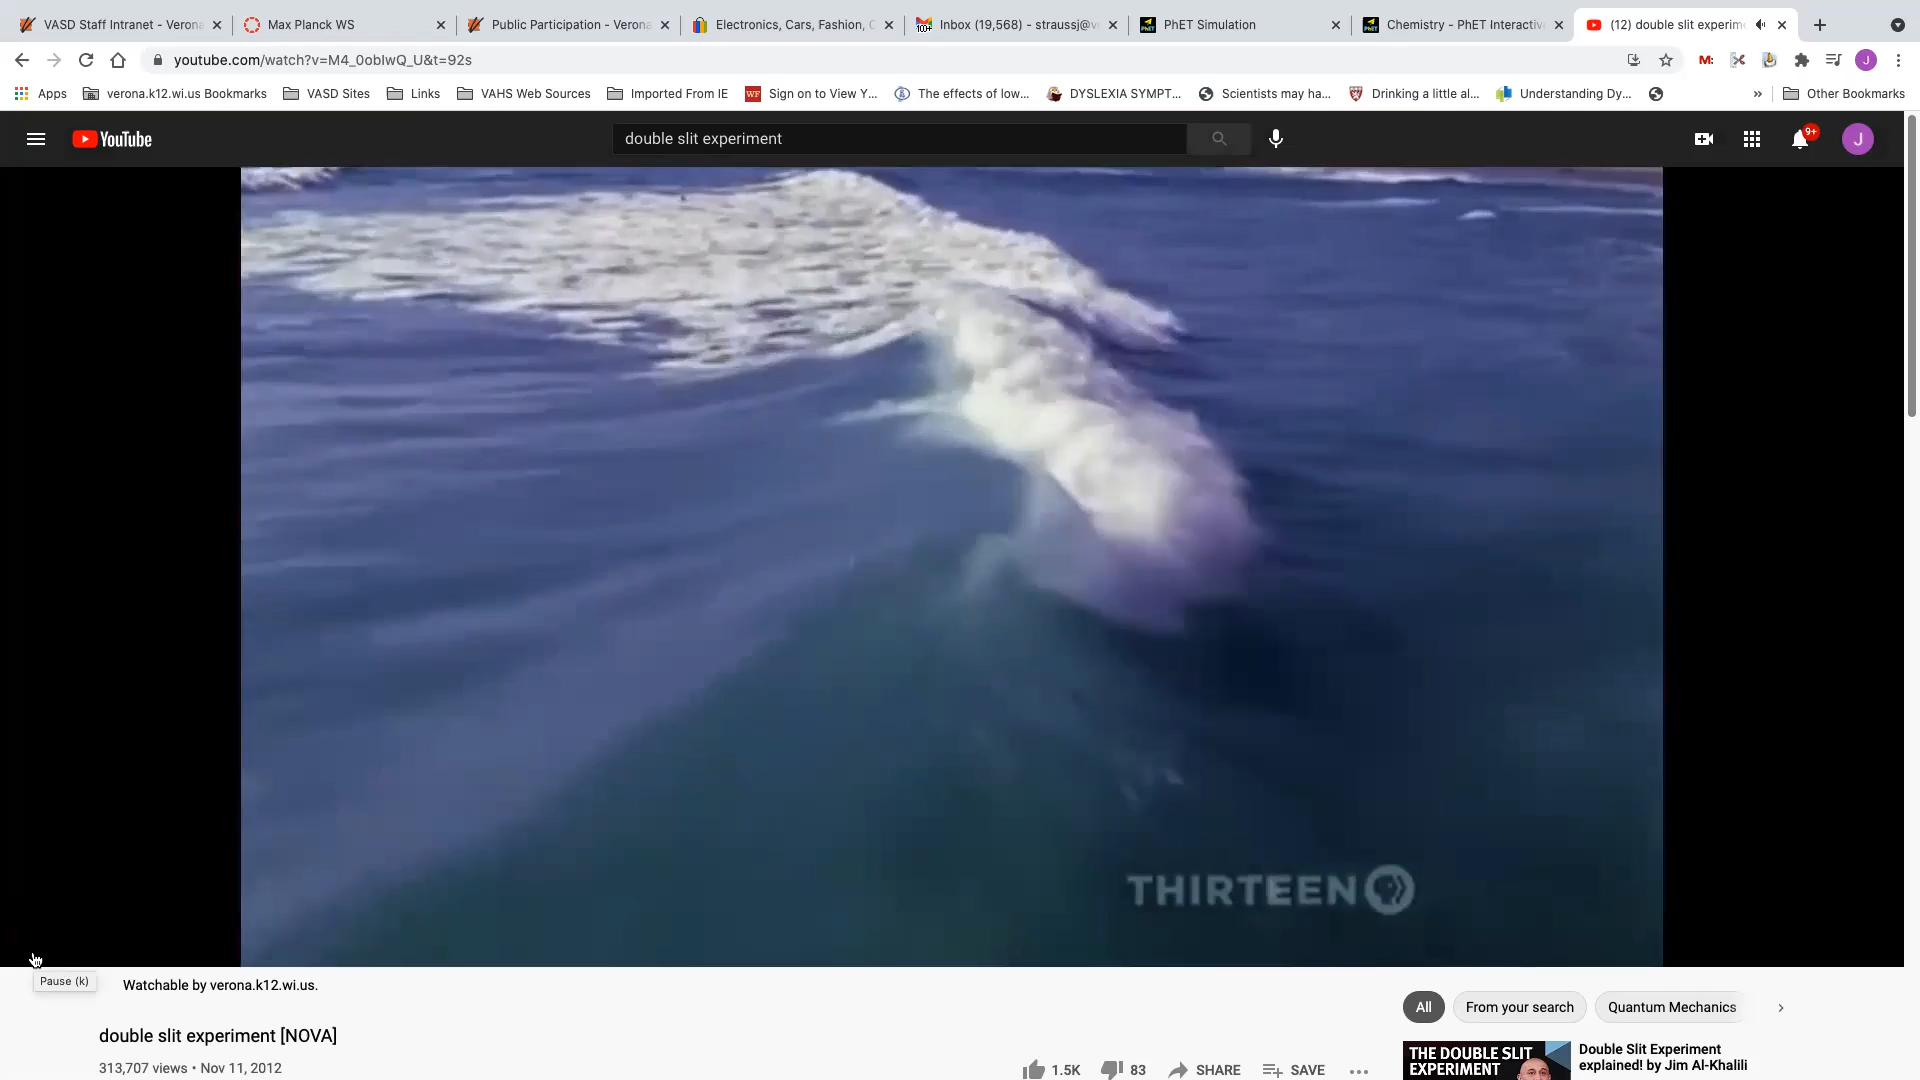 VASD Staff Intranet - Verona
Max Planck WS
Public Participation - Verona
Electronics, Cars, Fashion, C
100+
Inbox (19,568) - straussj@v
PhET Simulation
Chemistry - PhET Interactiv
(12) double slit experim
youtube.com/watch?v=M4_0obIwQ_U&t=92s
M:
J
Apps
verona.k12.wi.us Bookmarks
VASD Sites
Links
VAHS Web Sources
Imported From IE
WF
Sign on to View Y...
The effects of low...
DYSLEXIA SYMPT...
Scientists may ha...
Drinking a little al...
Understanding Dy...
»
Other Bookmarks
YouTube
double slit experiment
9+
J
THIRTEEN
Pause (k)
Watchable by verona.k12.wi.us.
All
From your search
Quantum Mechanics
double slit experiment [NOVA]
313,707 views • Nov 11, 2012
1.5K
83
SHARE
SAVE
THE DOUBLE SLIT
EXPERIMENT
Double Slit Experiment
explained! by Jim Al-Khalili